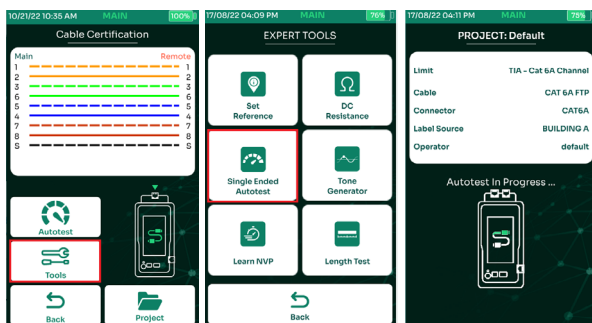 10/21/22 10:35 AM MAIN 100%
Cable Certification
Main Remote
1 1
2 2
3 3
6 6
5 5
4 4
7 7
8 8
S S
Autotest
Tools
Back
Project
17/08/22 04:09 PM MAIN 76%
EXPERT TOOLS
Set
Reference
DC
Resistance
Single Ended
Autotest
Tone
Generator
Learn NVP
Length Test
Back
17/08/22 04:11 PM MAIN 75%
PROJECT: Default
Limit TIA - Cat 6A Channel
Cable CAT 6A FTP
Connector CAT6A
Label Source BUILDING A
Operator default
Autotest In Progress ...